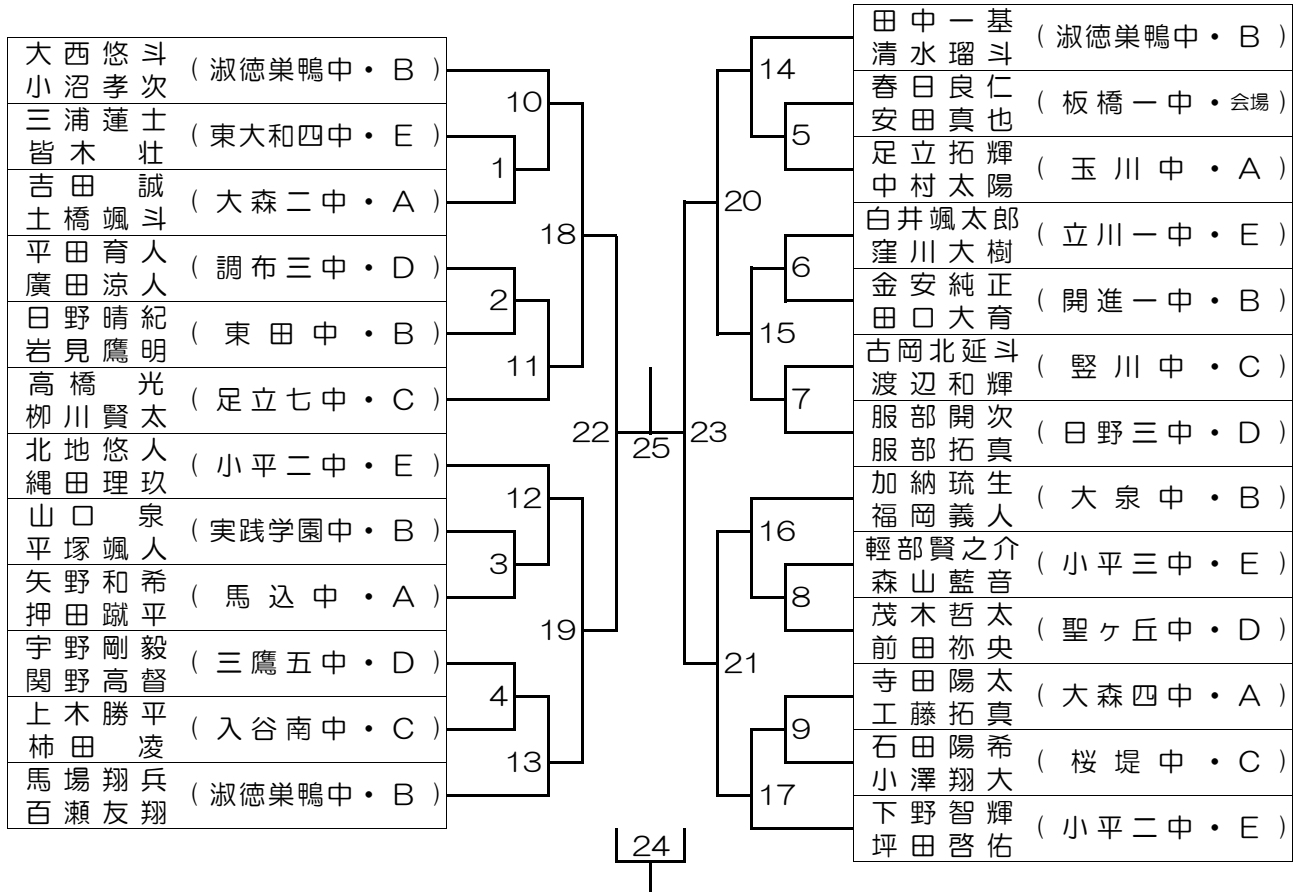 大西悠斗
小沼孝次
(淑徳巣鴨中・B)
三浦蓮士
皆木 壮
(東大和四中・E)
吉田 誠
土橋颯斗
(大森二中・A)
平田育人
廣田涼人
(調布三中・D)
日野晴紀
岩見鷹明
(東田中・B)
高橋 光
栁川賢太
(足立七中・C)
北地悠人
縄田理玖
(小平二中・E)
山口 泉
平塚颯人
(実践学園中・B)
矢野和希
押田蹴平
(馬込中・A)
宇野剛毅
関野高督
(三鷹五中・D)
上木勝平
柿田 凌
(入谷南中・C)
馬場翔兵
百瀬友翔
(淑徳巣鴨中・B)
10
1
18
2
11
22
12
3
19
4
13
25
24
23
14
5
20
6
15
7
16
8
21
9
17
田中一基
清水瑠斗
(淑徳巣鴨中・B)
春日良仁
安田真也
(板橋一中・会場)
足立拓輝
中村太陽
(玉川中・A)
白井颯太郎
窪川大樹
(立川一中・E)
金安純正
田口大育
(開進一中・B)
古岡北延斗
渡辺和輝
(竪川中・C)
服部開次
服部拓真
(日野三中・D)
加納琉生
福岡義人
(大泉中・B)
輕部賢之介
森山藍音
(小平三中・E)
茂木哲太
前田祢央
(聖ヶ丘中・D)
寺田陽太
工藤拓真
(大森四中・A)
石田陽希
小澤翔大
(桜堤中・C)
下野智輝
坪田啓佑
(小平二中・E)